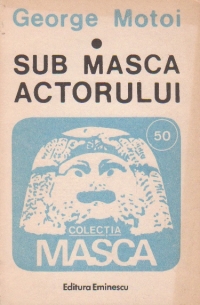 George Motoi
SUB MASCA
ACTORULUI
50
COLECȚIA
MASCA
Editura Eminescu